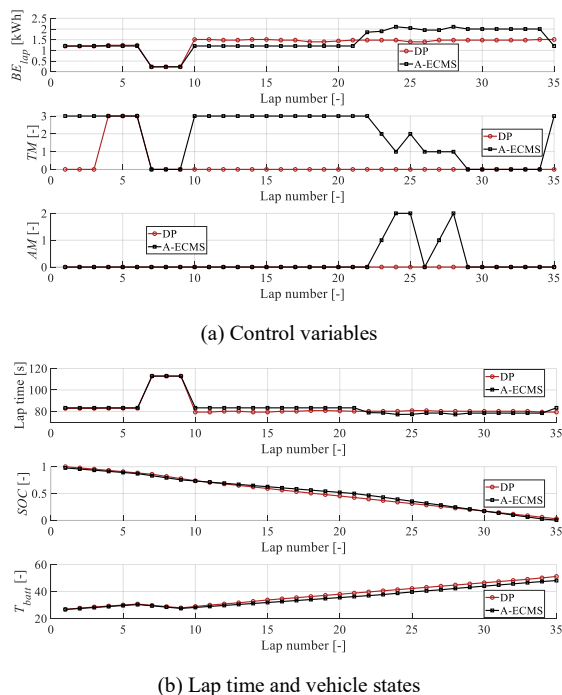 2.5
2
1.5
1
0.5
0
BE_lap [kWh]
DP
A-ECMS
0 5 10 15 20 25 30 35
Lap number [-]
3
2
1
0
TM [-]
DP
A-ECMS
0 5 10 15 20 25 30 35
Lap number [-]
2
1
0
AM [-]
DP
A-ECMS
0 5 10 15 20 25 30 35
Lap number [-]
(a) Control variables
120
100
80
Lap time [s]
DP
A-ECMS
0 5 10 15 20 25 30 35
Lap number [-]
1
0.5
0
SOC [-]
DP
A-ECMS
0 5 10 15 20 25 30 35
Lap number [-]
60
40
20
T_batt [-]
DP
A-ECMS
0 5 10 15 20 25 30 35
Lap number [-]
(b) Lap time and vehicle states